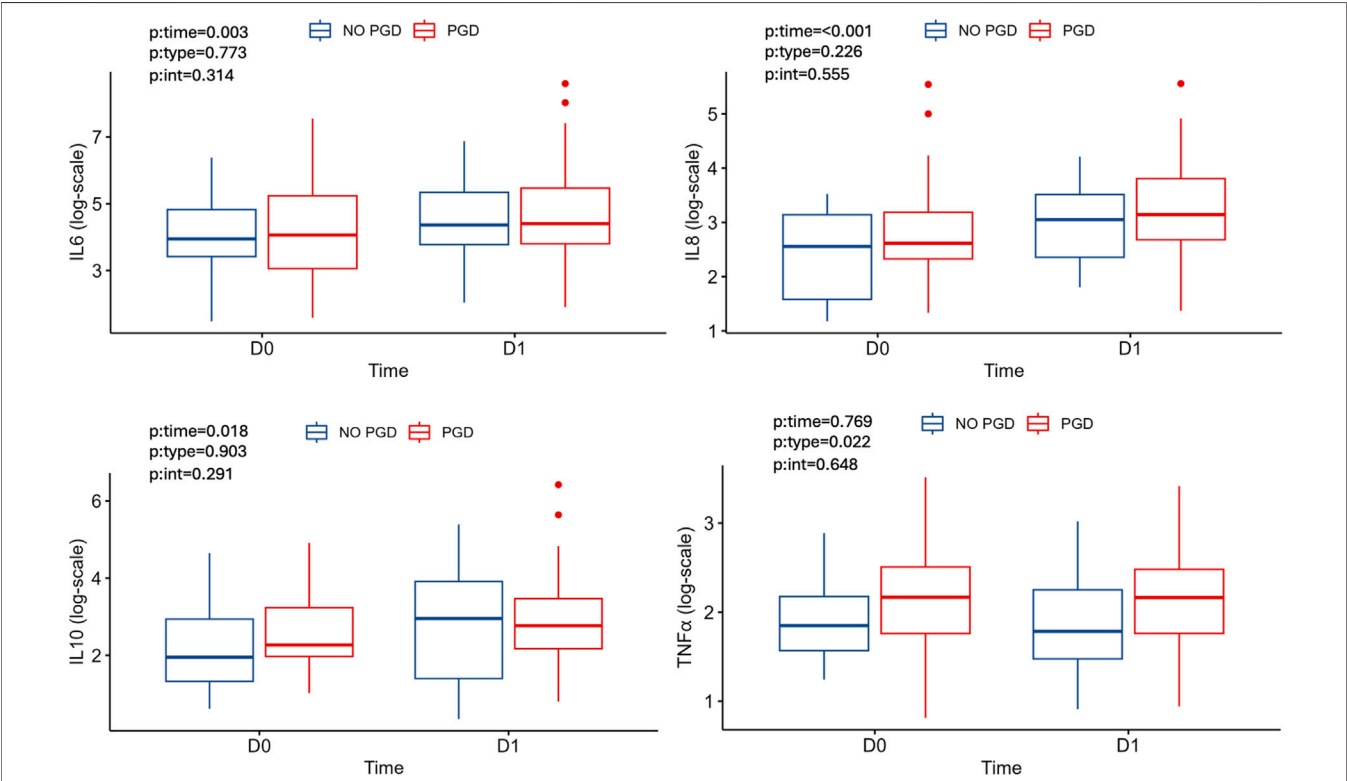 p:time=0.003
p:type=0.773
p:int=0.314
NO PGD PGD
IL6 (log-scale)
7
5
3
D0 D1
Time
p:time=<0.001
p:type=0.226
p:int=0.555
NO PGD PGD
IL8 (log-scale)
5
4
3
2
1
D0 D1
Time
p:time=0.018
p:type=0.903
p:int=0.291
NO PGD PGD
IL10 (log-scale)
6
4
2
D0 D1
Time
p:time=0.769
p:type=0.022
p:int=0.648
NO PGD PGD
TNFα (log-scale)
3
2
1
D0 D1
Time